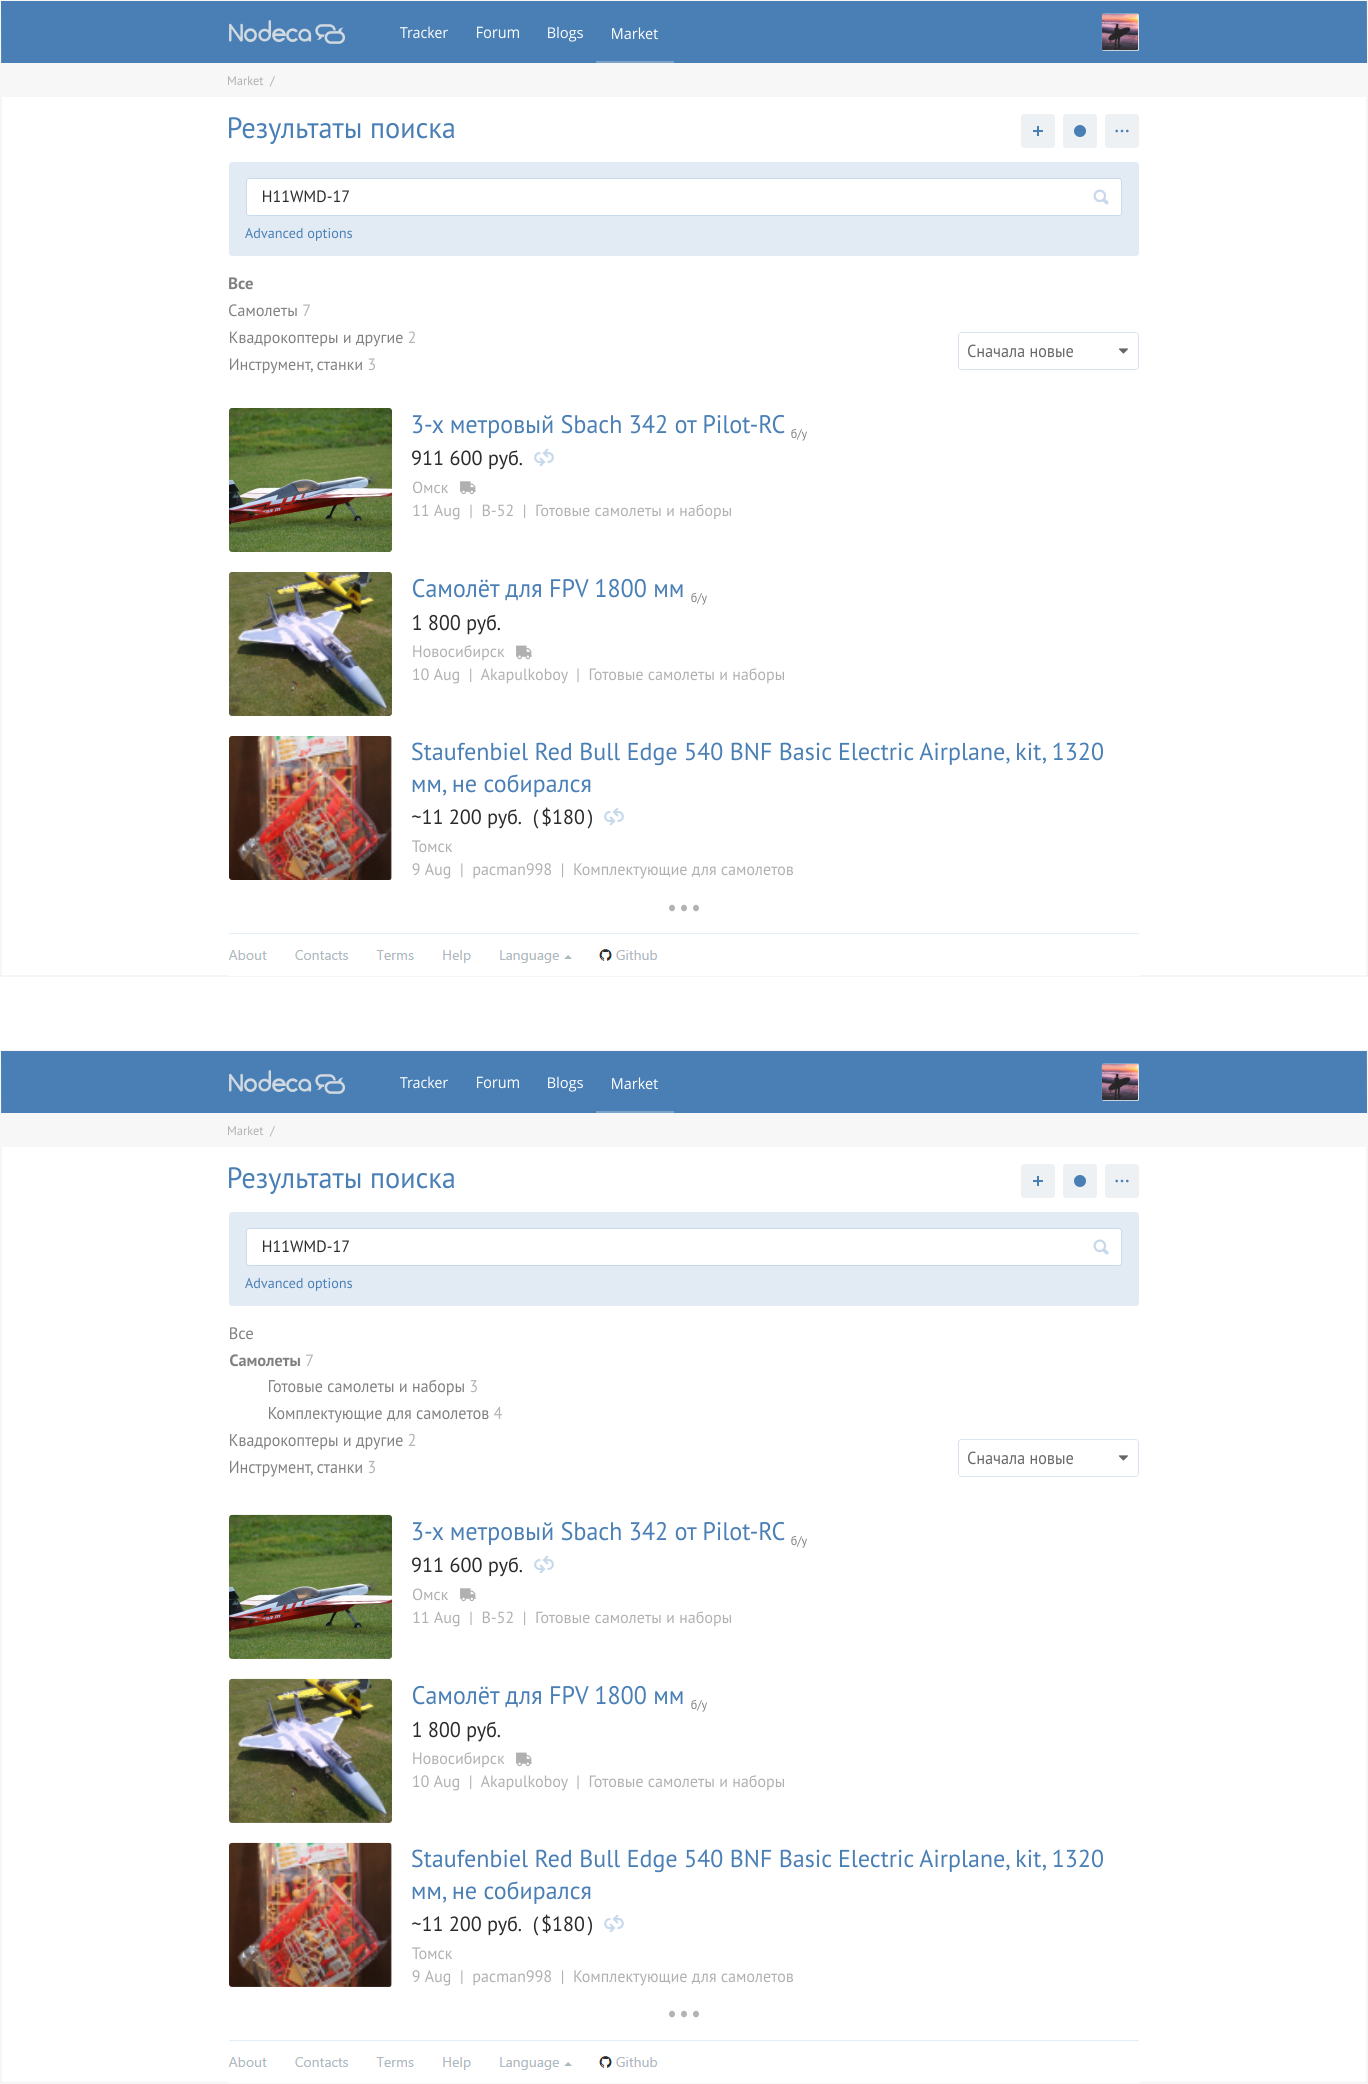 Nodeca Tracker Forum Blogs Market
Market /
Результаты поиска
H11WMD-17
Advanced options
Все
Самолеты 7
Квадрокоптеры и другие 2
Инструмент, станки 3
Сначала новые
3-х метровый Sbach 342 от Pilot-RC б/у
911 600 руб.
Омск
11 Aug | B-52 | Готовые самолеты и наборы
Самолёт для FPV 1800 мм б/у
1 800 руб.
Новосибирск
10 Aug | Akapulkoboy | Готовые самолеты и наборы
Staufenbiel Red Bull Edge 540 BNF Basic Electric Airplane, kit, 1320
мм, не собирался
~11 200 руб. ($180)
Томск
9 Aug | pacman998 | Комплектующие для самолетов
About Contacts Terms Help Language Github
Nodeca Tracker Forum Blogs Market
Market /
Результаты поиска
H11WMD-17
Advanced options
Все
Самолеты 7
Готовые самолеты и наборы 3
Комплектующие для самолетов 4
Квадрокоптеры и другие 2
Инструмент, станки 3
Сначала новые
3-х метровый Sbach 342 от Pilot-RC б/у
911 600 руб.
Омск
11 Aug | B-52 | Готовые самолеты и наборы
Самолёт для FPV 1800 мм б/у
1 800 руб.
Новосибирск
10 Aug | Akapulkoboy | Готовые самолеты и наборы
Staufenbiel Red Bull Edge 540 BNF Basic Electric Airplane, kit, 1320
мм, не собирался
~11 200 руб. ($180)
Томск
9 Aug | pacman998 | Комплектующие для самолетов
About Contacts Terms Help Language Github